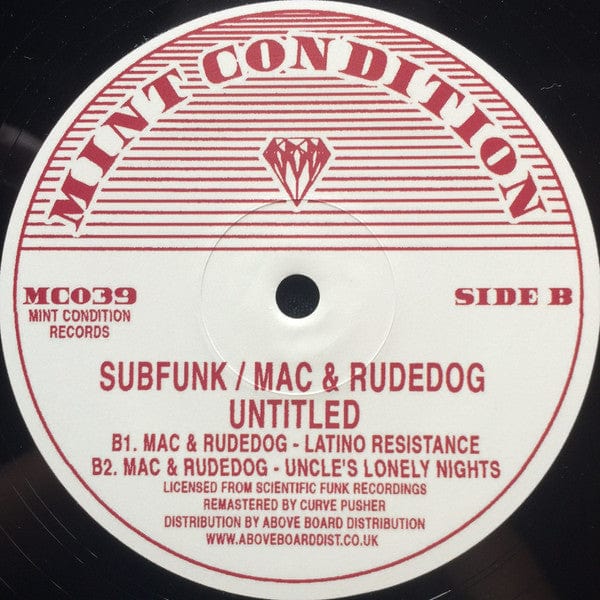 MINT CONDITION
MC039
MINT CONDITION
RECORDS
SIDE B
SUBFUNK / MAC & RUDEDOG
UNTITLED
B1. MAC & RUDEDOG - LATINO RESISTANCE
B2. MAC & RUDEDOG - UNCLE'S LONELY NIGHTS
LICENSED FROM SCIENTIFIC FUNK RECORDINGS
REMASTERED BY CURVE PUSHER
DISTRIBUTION BY ABOVE BOARD DISTRIBUTION
WWW.ABOVEBOARDDIST.CO.UK